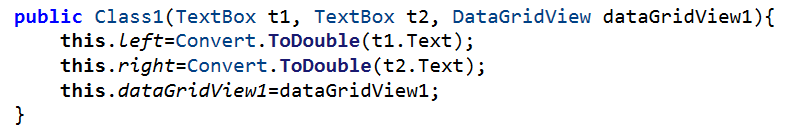 public Class1(TextBox t1, TextBox t2, DataGridView dataGridView1){
this.left=Convert.ToDouble(t1.Text);
this.right=Convert.ToDouble(t2.Text);
this.dataGridView1=dataGridView1;
}